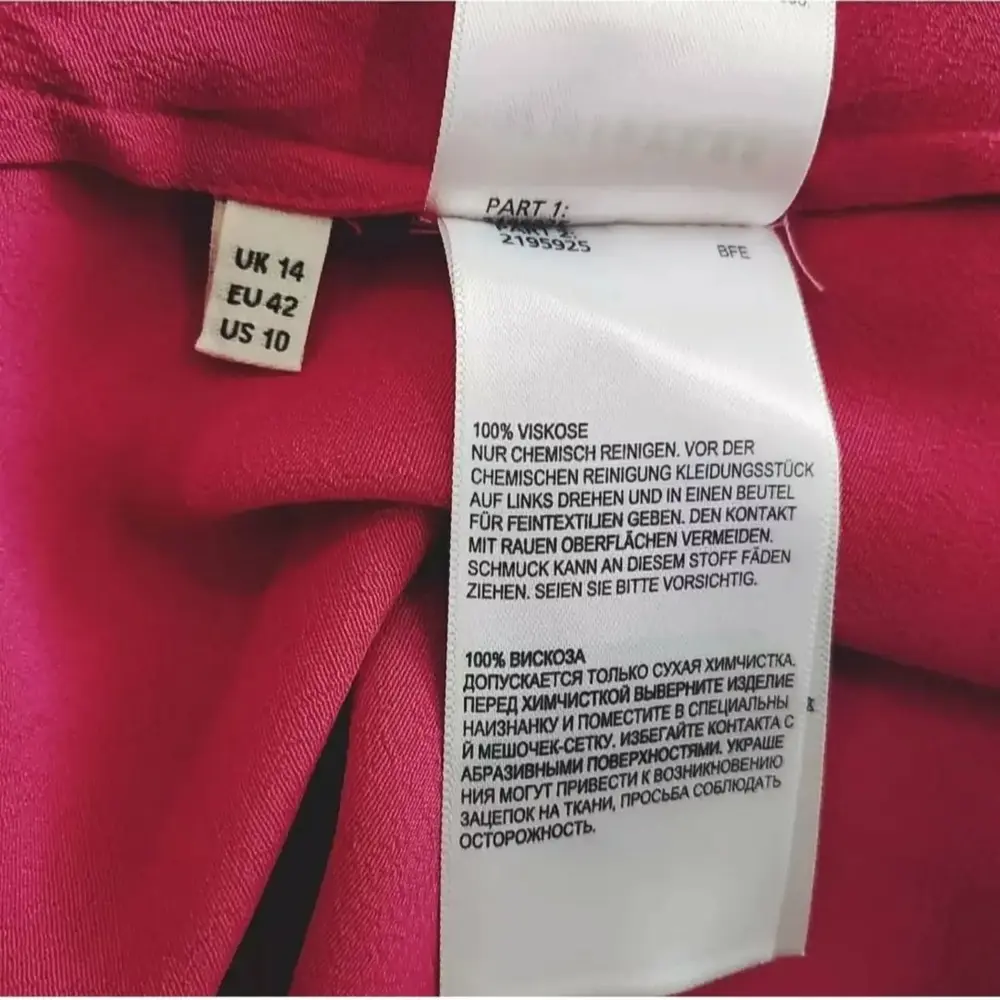 PART 1:
PART 2:
2195925
BFE
UK 14
EU 42
US 10
100% VISKOSE
NUR CHEMISCH REINIGEN. VOR DER
CHEMISCHEN REINIGUNG KLEIDUNGSSTÜCK
AUF LINKS DREHEN UND IN EINEN BEUTEL
FÜR FEINTEXTILIEN GEBEN. DEN KONTAKT
MIT RAUEN OBERFLÄCHEN VERMEIDEN.
SCHMUCK KANN AN DIESEM STOFF FÄDEN
ZIEHEN. SEIEN SIE BITTE VORSICHTIG.
100% ВИСКОЗА
ДОПУСКАЕТСЯ ТОЛЬКО СУХАЯ ХИМЧИСТКА.
ПЕРЕД ХИМЧИСТКОЙ ВЫВЕРНИТЕ ИЗДЕЛИЕ
НАИЗНАНКУ И ПОМЕСТИТЕ В СПЕЦИАЛЬНЫ
Й МЕШОЧЕК-СЕТКУ. ИЗБЕГАЙТЕ КОНТАКТА С
АБРАЗИВНЫМИ ПОВЕРХНОСТЯМИ. УКРАШЕ
НИЯ МОГУТ ПРИВЕСТИ К ВОЗНИКНОВЕНИЮ
ЗАЦЕПОК НА ТКАНИ, ПРОСЬБА СОБЛЮДАТЬ
ОСТОРОЖНОСТЬ.